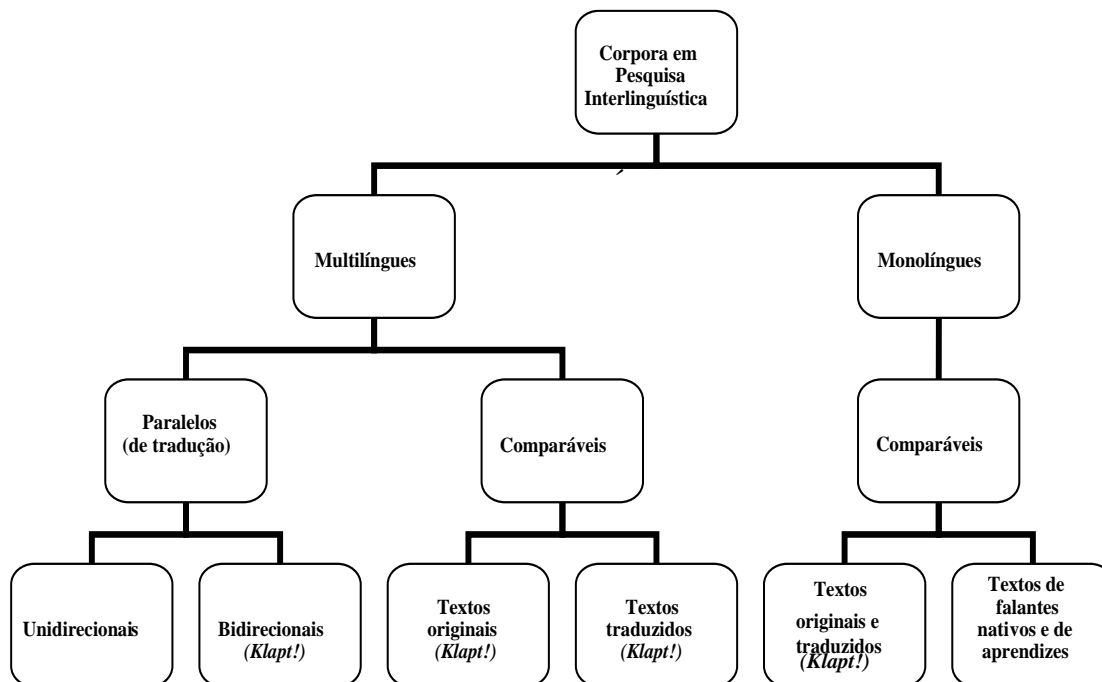 Corpora em
Pesquisa
Interlinguística
Multilíngues
Monolíngues
Paralelos
(de tradução)
Comparáveis
Comparáveis
Unidirecionais
Bidirecionais
(Klapt!)
Textos
originais
(Klapt!)
Textos
traduzidos
(Klapt!)
Textos
originais e
traduzidos
(Klapt!)
Textos de
falantes
nativos e de
aprendizes